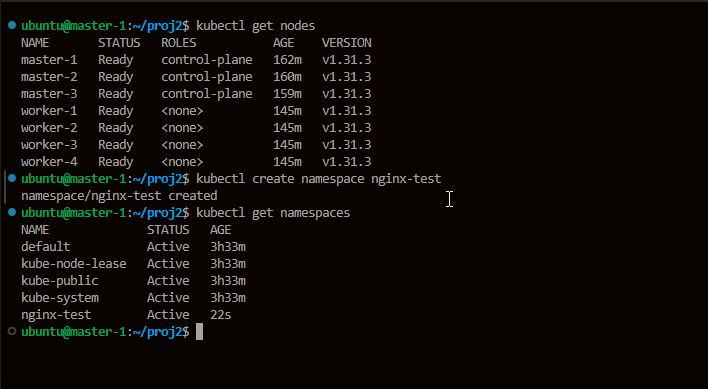 ubuntu@master-1:~/proj2$ kubectl get nodes
NAME       STATUS   ROLES           AGE    VERSION
master-1   Ready    control-plane   162m   v1.31.3
master-2   Ready    control-plane   160m   v1.31.3
master-3   Ready    control-plane   159m   v1.31.3
worker-1   Ready    <none>          145m   v1.31.3
worker-2   Ready    <none>          145m   v1.31.3
worker-3   Ready    <none>          145m   v1.31.3
worker-4   Ready    <none>          145m   v1.31.3
ubuntu@master-1:~/proj2$ kubectl create namespace nginx-test
namespace/nginx-test created
ubuntu@master-1:~/proj2$ kubectl get namespaces
NAME              STATUS   AGE
default           Active   3h33m
kube-node-lease   Active   3h33m
kube-public       Active   3h33m
kube-system       Active   3h33m
nginx-test        Active   22s
ubuntu@master-1:~/proj2$